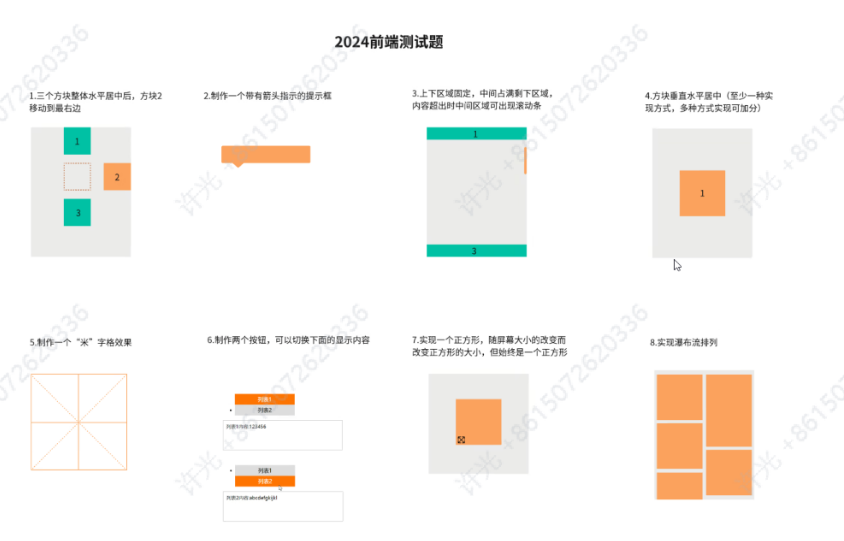 2024前端测试题
1.三个方块整体水平居中后，方块2
移动到最右边
1
2
3
2.制作一个带有箭头指示的提示框
3.上下区域固定，中间占满剩下区域，
内容超出时中间区域可出现滚动条
1
3
4.方块垂直水平居中（至少一种实
现方式，多种方式实现可加分）
1
5.制作一个“米”字格效果
6.制作两个按钮，可以切换下面的显示内容
列表1
列表2
列表1内容:123456
列表1
列表2
列表2内容:abcdefgkijkl
7.实现一个正方形，随屏幕大小的改变而
改变正方形的大小，但始终是一个正方形
8.实现瀑布流排列
许光 +8615072620336